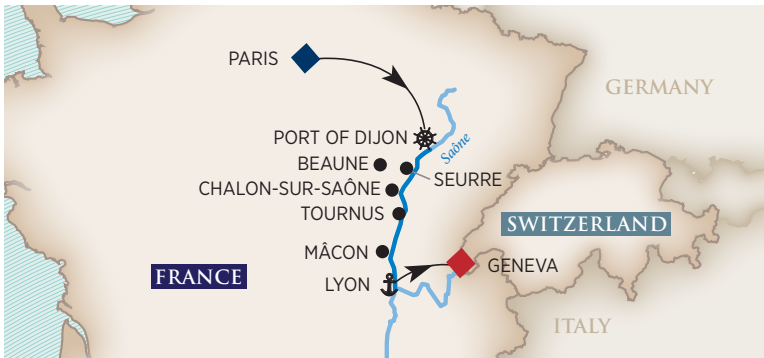 PARIS
GERMANY
PORT OF DIJON
Saône
BEAUNE
SEURRE
CHALON-SUR-SAÔNE
TOURNUS
SWITZERLAND
MÂCON
GENEVA
FRANCE
LYON
ITALY